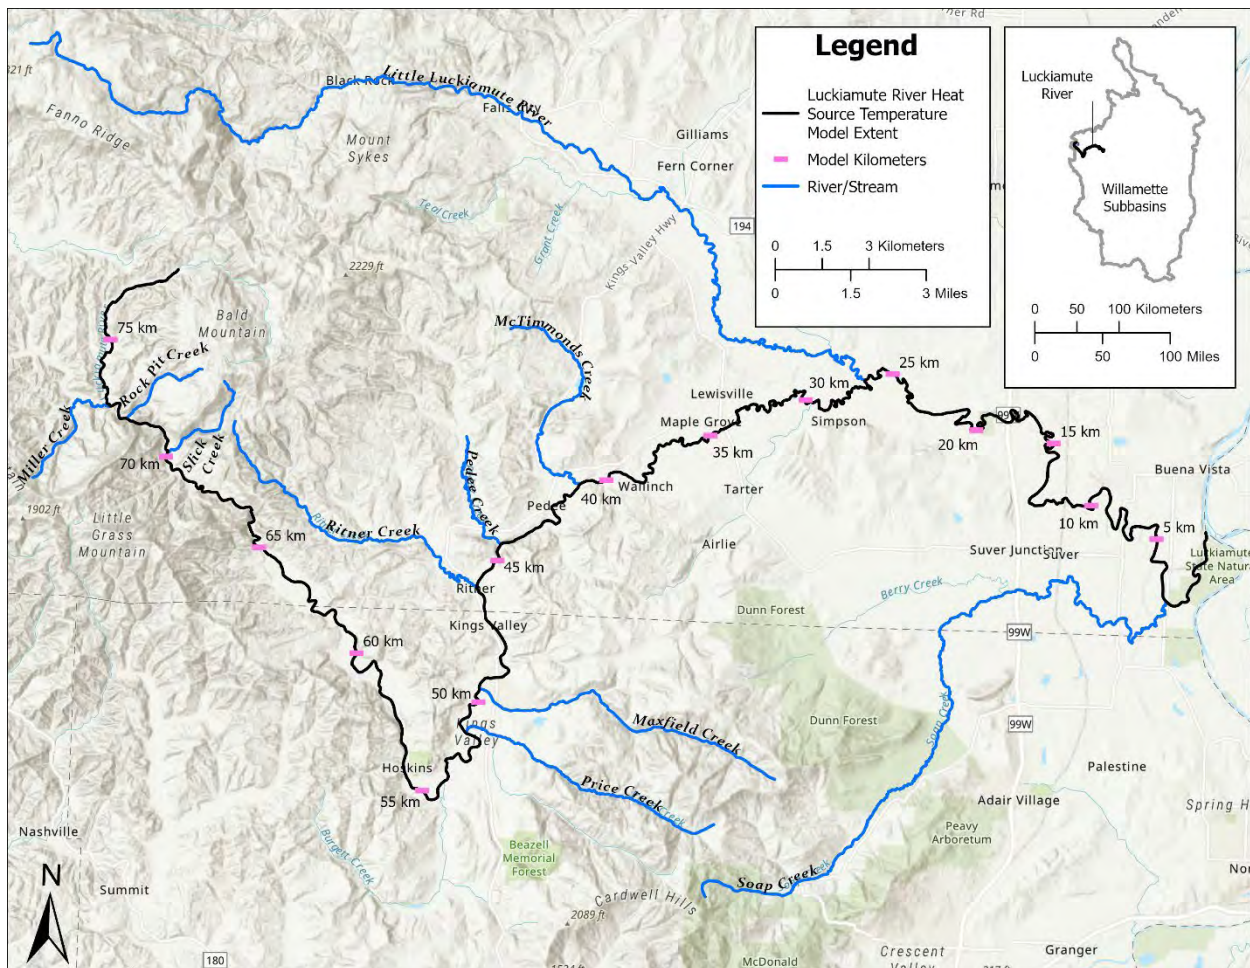 Legend
Luckiamute River Heat
Source Temperature
Model Extent
Model Kilometers
River/Stream
0 1.5 3 Kilometers
0 1.5 3 Miles
Luckiamute
River
Willamette
Subbasins
0 50 100 Kilometers
0 50 100 Miles
Fanno Ridge
Black Rock
Little Luckiamute River
Falls City
Mount
Sykes
Gilliams
Fern Corner
Teal Creek
Grant Creek
Kings Valley Hwy
194
2229 ft
Bald
Mountain
75 km
Rock Pit Creek
Miller Creek
Slick
Creek
70 km
1902 ft
Little
Grass
Mountain
65 km
Ritner Creek
McTimmonds
Creek
Pedee Creek
Pedee
40 km
Wallinch
Maple Grove
Lewisville
35 km
30 km
Simpson
25 km
Tarter
Airlie
20 km
15 km
Buena Vista
10 km
5 km
Suver Junction
Suver
Luckiamute
State Natural
Area
Berry Creek
Dunn Forest
99W
45 km
Ritner
Kings Valley
60 km
50 km
Kings
Valley
Maxfield Creek
Price Creek
Hoskins
55 km
Dunn Forest
99W
Soap Creek
Palestine
Adair Village
Peavy
Arboretum
Nashville
Summit
N
Burgett Creek
Beazell
Memorial
Forest
Soap Creek
Cardwell Hills
2089 ft
180
McDonald
Crescent
Valley
Granger